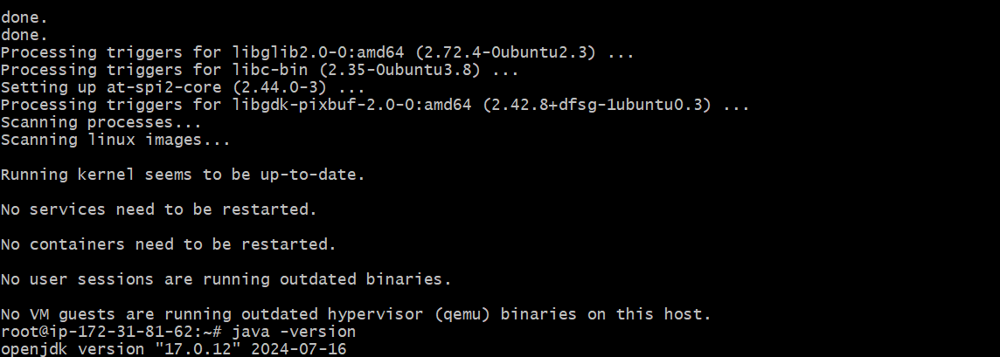 done.
done.
Processing triggers for libglib2.0-0:amd64 (2.72.4-0ubuntu2.3) ...
Processing triggers for libc-bin (2.35-0ubuntu3.8) ...
Setting up at-spi2-core (2.44.0-3) ...
Processing triggers for libgdk-pixbuf-2.0-0:amd64 (2.42.8+dfsg-1ubuntu0.3) ...
Scanning processes...
Scanning linux images...
Running kernel seems to be up-to-date.
No services need to be restarted.
No containers need to be restarted.
No user sessions are running outdated binaries.
No VM guests are running outdated hypervisor (qemu) binaries on this host.
root@ip-172-31-81-62:~# java -version
openjdk version "17.0.12" 2024-07-16